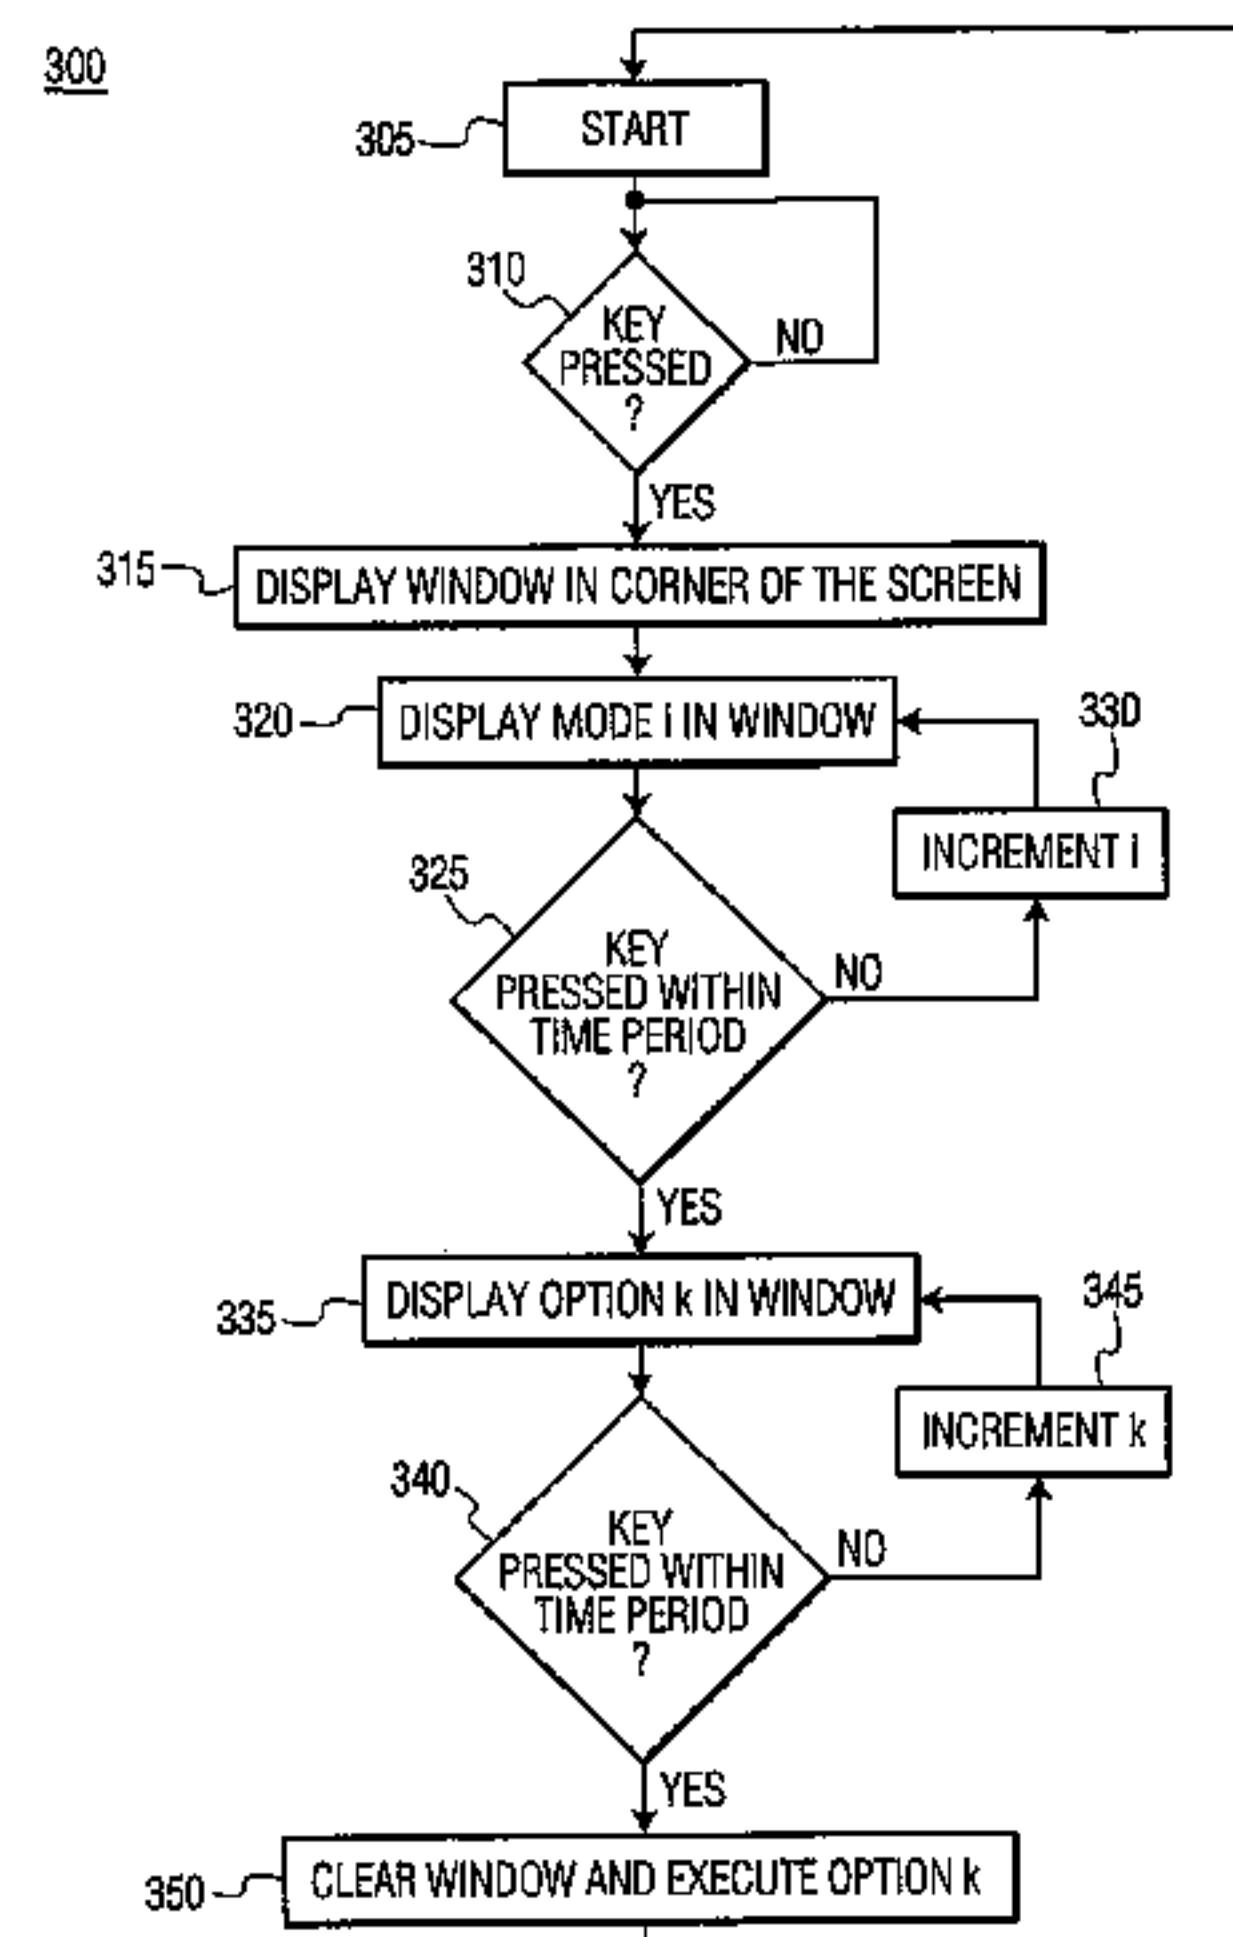 300
305
START
310
KEY
PRESSED
?
NO
YES
315
DISPLAY WINDOW IN CORNER OF THE SCREEN
320
DISPLAY MODE i IN WINDOW
330
INCREMENT i
325
KEY
PRESSED WITHIN
TIME PERIOD
?
NO
YES
335
DISPLAY OPTION k IN WINDOW
345
INCREMENT k
340
KEY
PRESSED WITHIN
TIME PERIOD
?
NO
YES
350
CLEAR WINDOW AND EXECUTE OPTION k